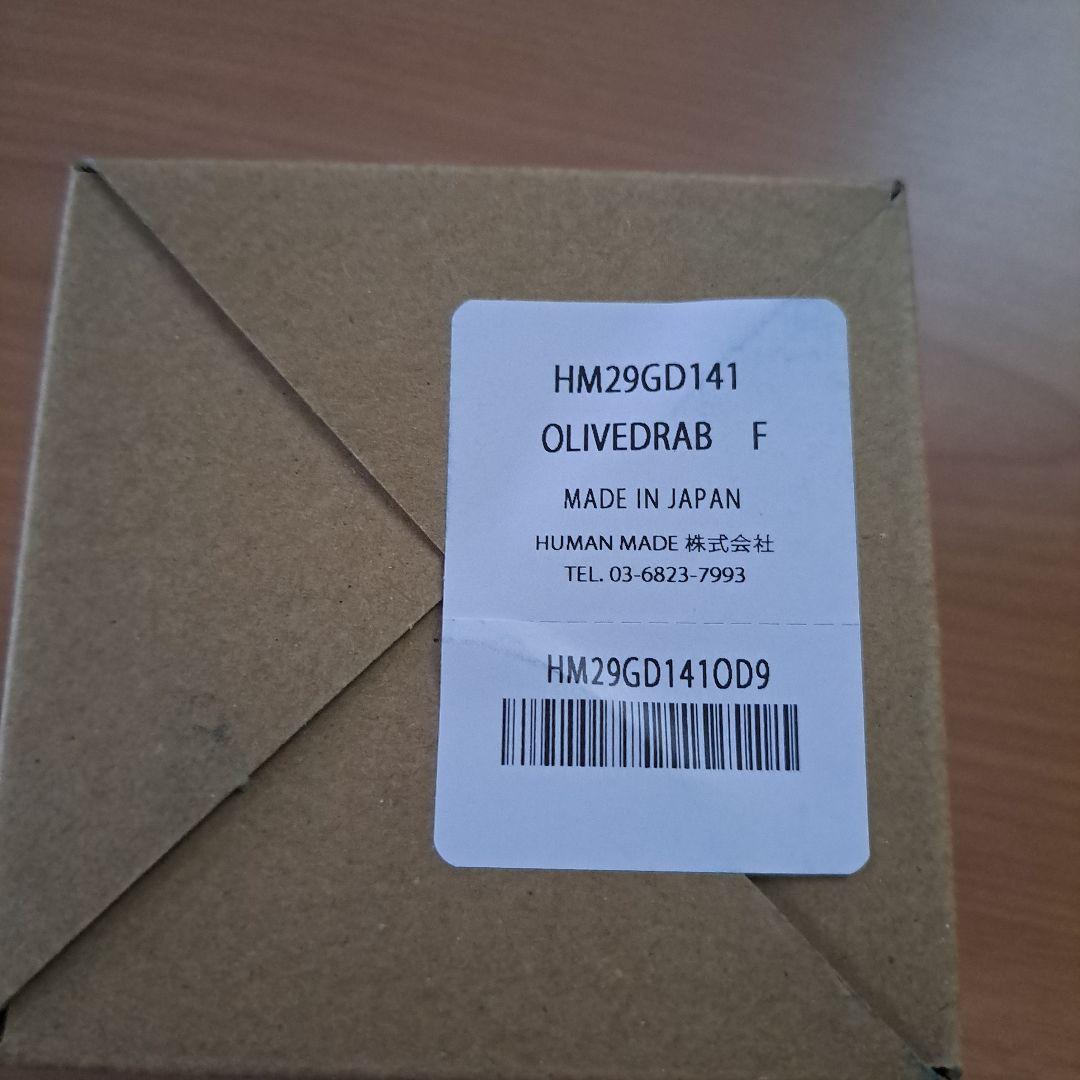 HM29GD141
OLIVEDRAB F
MADE IN JAPAN
HUMAN MADE 株式会社
TEL. 03-6823-7993
HM29GD141OD9